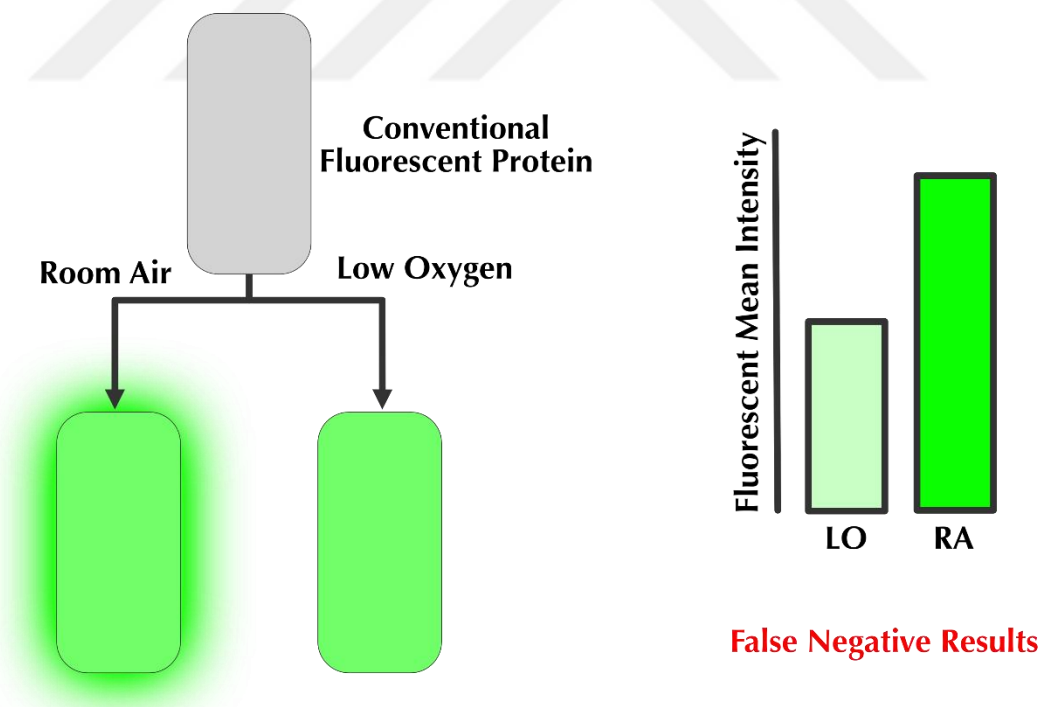 Conventional
Fluorescent Protein
Room Air
Low Oxygen
Fluorescent Mean Intensity
LO
RA
False Negative Results